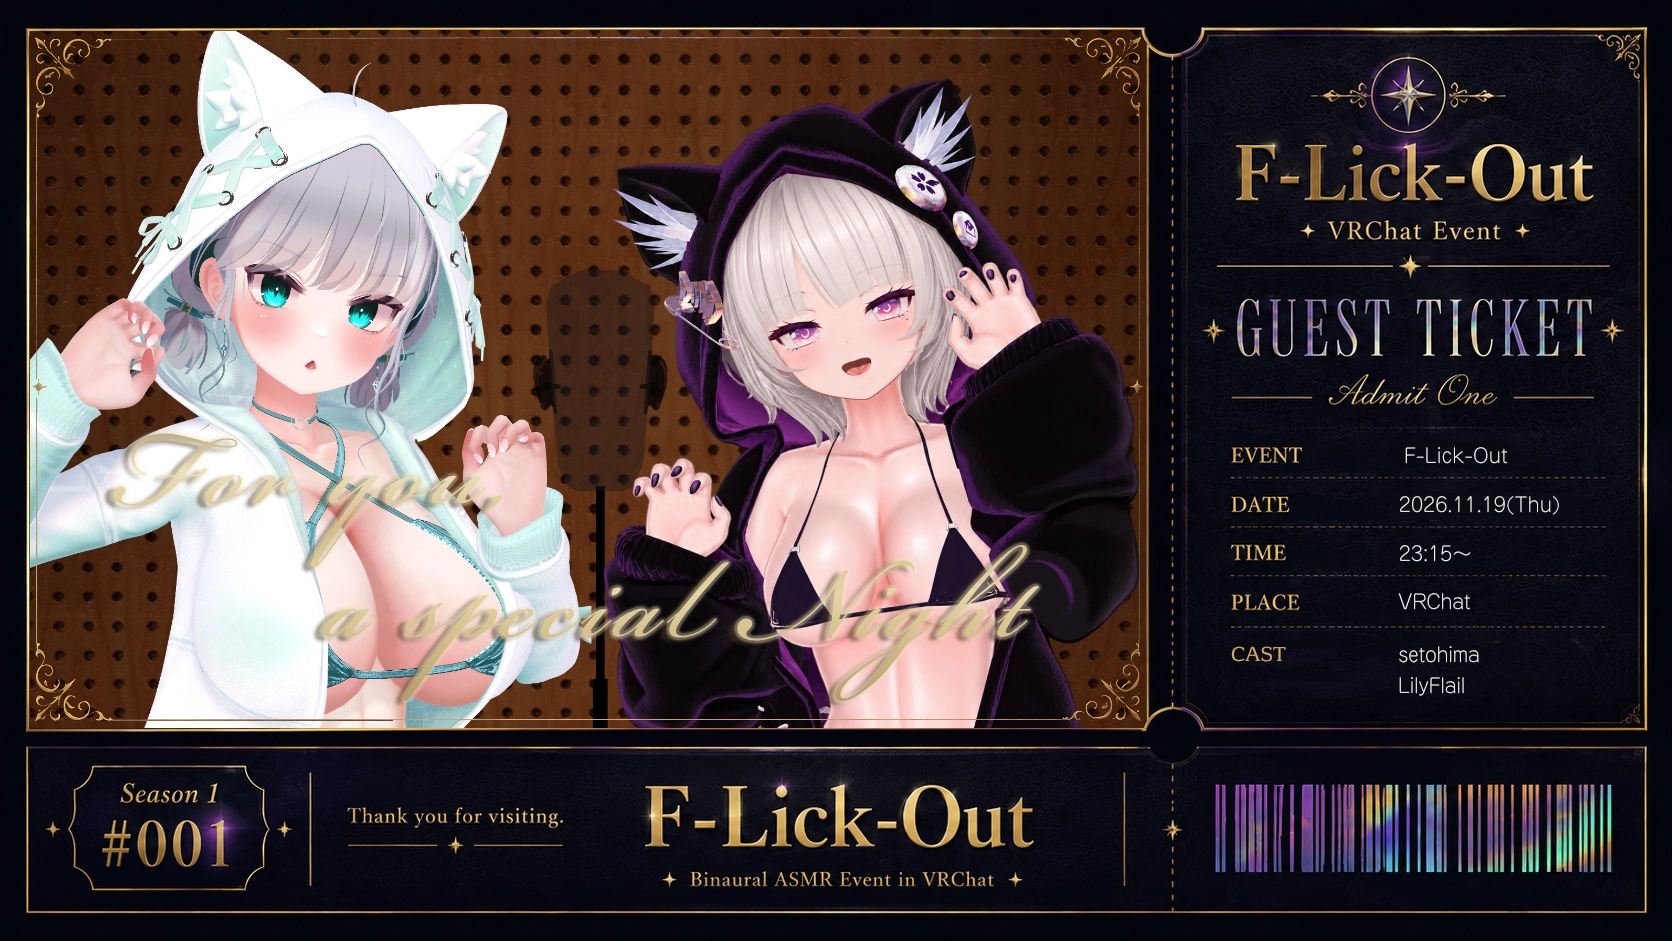 For you,
a special Night
F-Lick-Out
VRChat Event
GUEST TICKET
Admit One
EVENT F-Lick-Out
DATE 2026.11.19(Thu)
TIME 23:15～
PLACE VRChat
CAST setohima
LilyFlail
Season 1
#001
Thank you for visiting.
F-Lick-Out
Binaural ASMR Event in VRChat